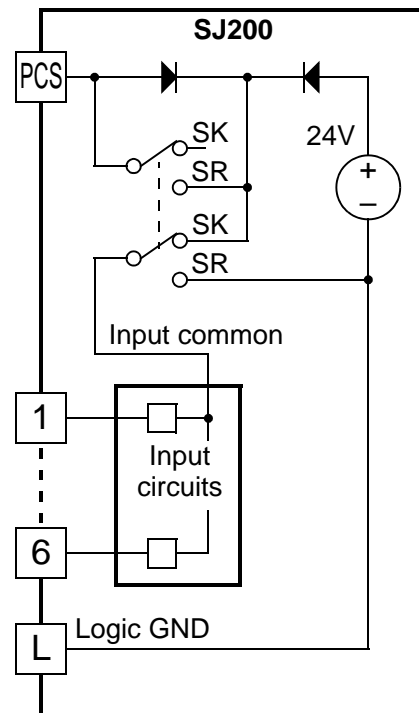 SJ200
PCS
SK
24V
SR
+
SK
–
SR
Input common
1
Input
circuits
6
Logic GND
L